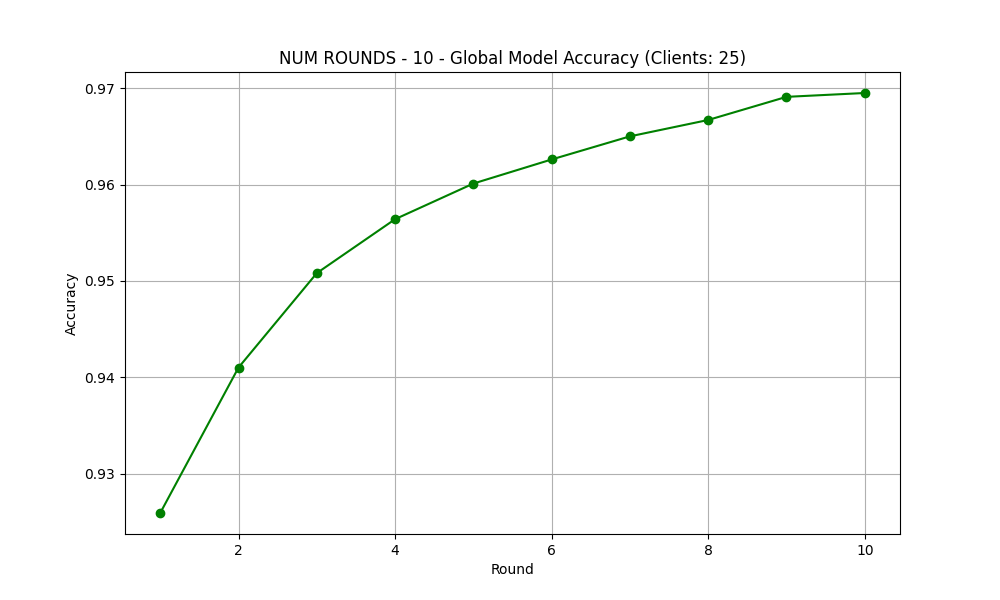 NUM ROUNDS - 10 - Global Model Accuracy (Clients: 25)
0.97
0.96
0.95
0.94
0.93
Accuracy
2 4 6 8 10
Round